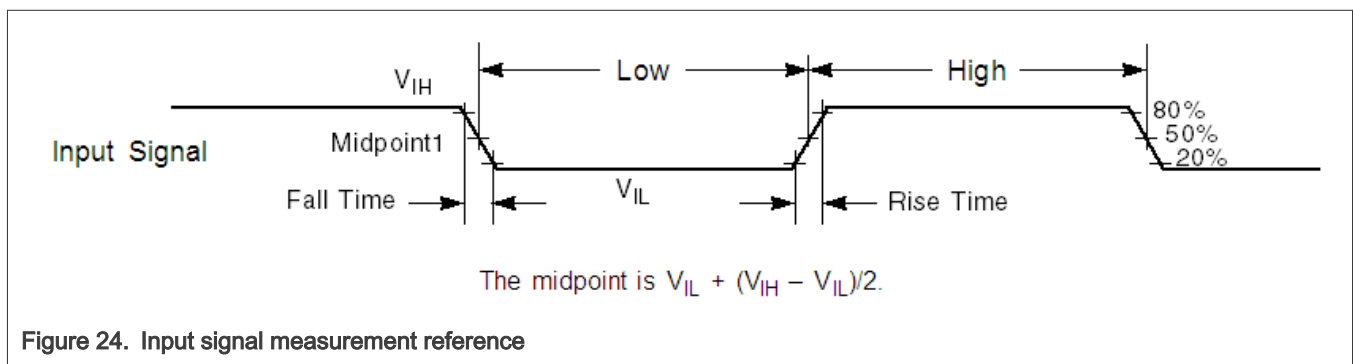 Low
High
VIH
80%
Midpoint1
50%
Input Signal
20%
Fall Time
VIL
Rise Time
The midpoint is VIL + (VIH – VIL)/2.
Figure 24. Input signal measurement reference